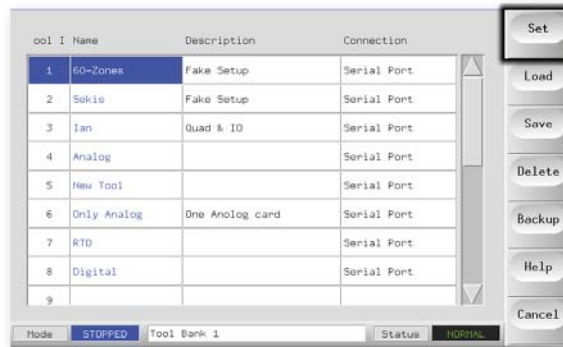 ool I Name Description Connection
1 60-Zones Fake Setup Serial Port
2 Sekis Fake Setup Serial Port
3 Ian Quad & IO Serial Port
4 Analog Serial Port
5 New Tool Serial Port
6 Only Analog One Anolog card Serial Port
7 RTD Serial Port
8 Digital Serial Port
9
Mode STOPPED Tool Bank 1 Status NORMAL
Set
Load
Save
Delete
Backup
Help
Cancel